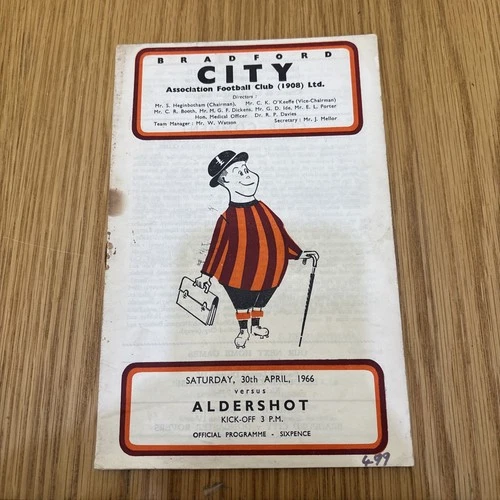 BRADFORD
CITY
Association Football Club (1908) Ltd.
Directors :
Mr. S. Heginbotham (Chairman), Mr. C. K. O'Keeffe (Vice-Chairman)
Mr. C. R. Booth, Mr. H. G. F. Dickens, Mr. G. D. Ide, Mr. E. L. Porter
Hon. Medical Officer Dr. R. P. Davies
Team Manager : Mr. W. Watson Secretary : Mr. J. Mellor
SATURDAY, 30th APRIL, 1966
versus
ALDERSHOT
KICK-OFF 3 P.M.
OFFICIAL PROGRAMME - SIXPENCE
499